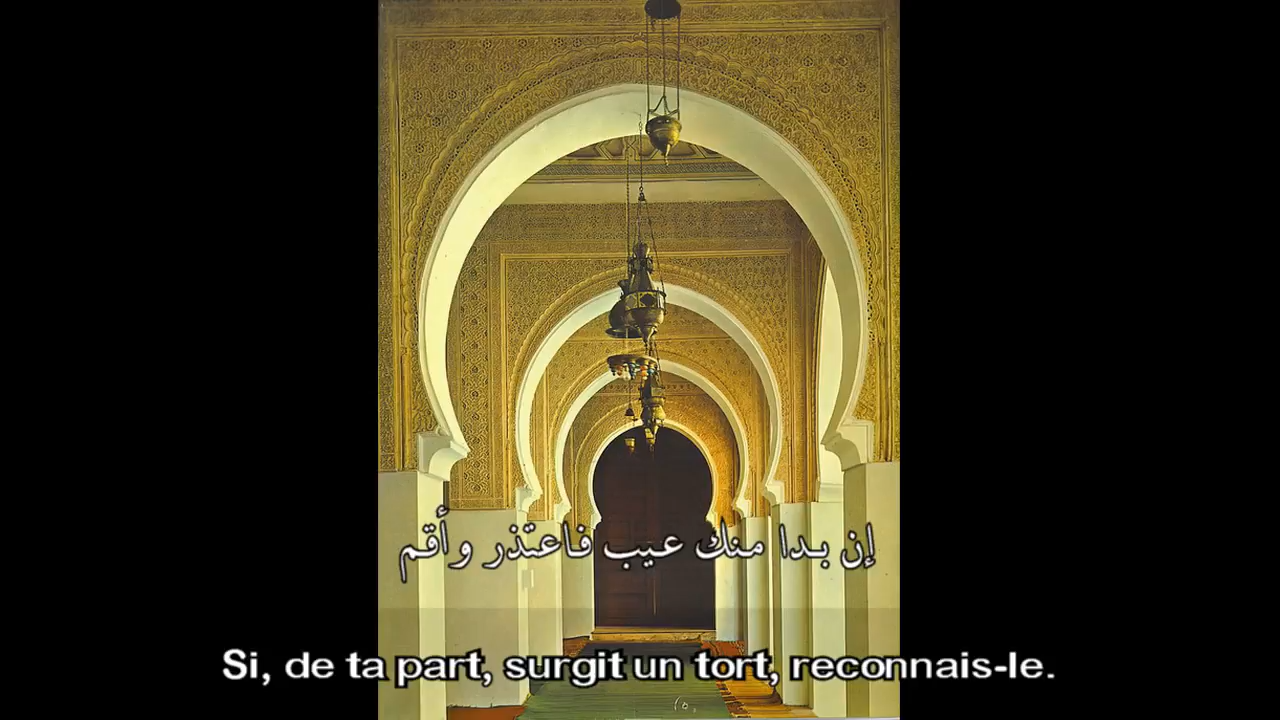 إن بدا منك عيب فاعتذر وأقم
Si, de ta part, surgit un tort, reconnais-le.